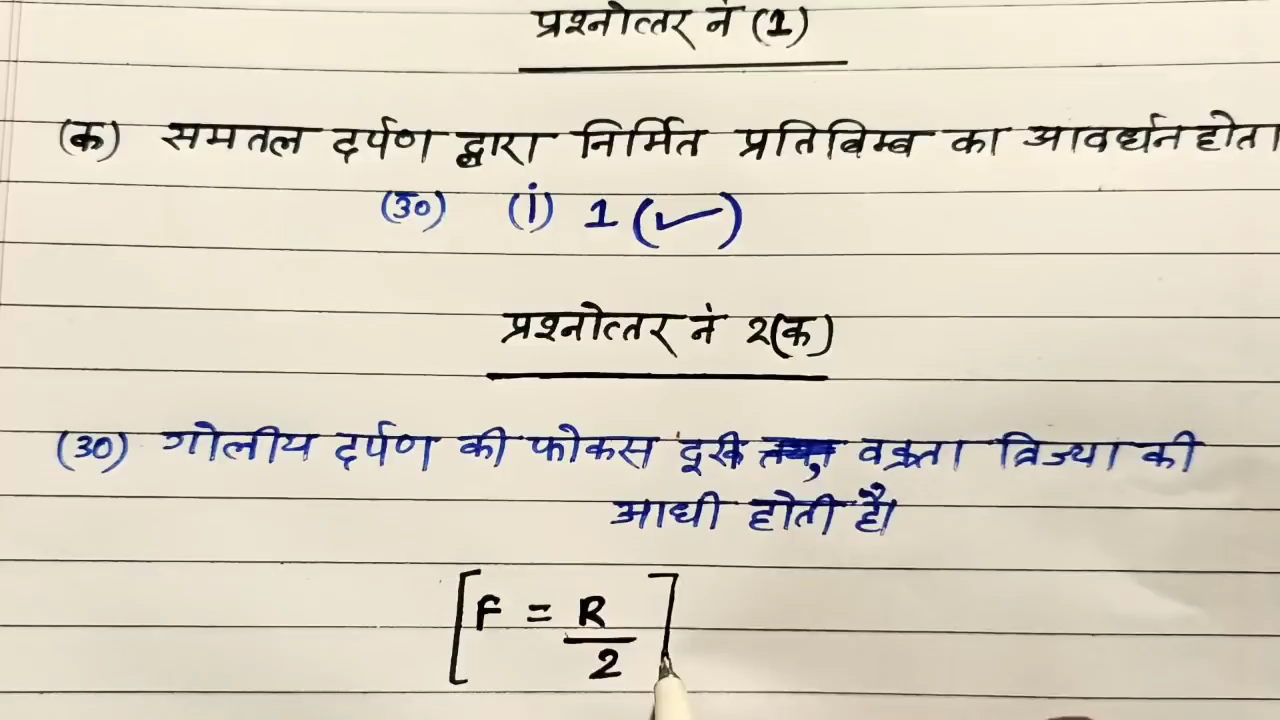 प्रश्नोत्तर नं (1)
(क) समतल दर्पण द्वारा निर्मित प्रतिबिम्ब का आवर्धन होता
(उ०) (i) 1 (✓)
प्रश्नोत्तर नं 2(क)
(उ०) गोलीय दर्पण की फोकस दूरी वक्रता त्रिज्या की
आधी होती है।
[F = R/2]